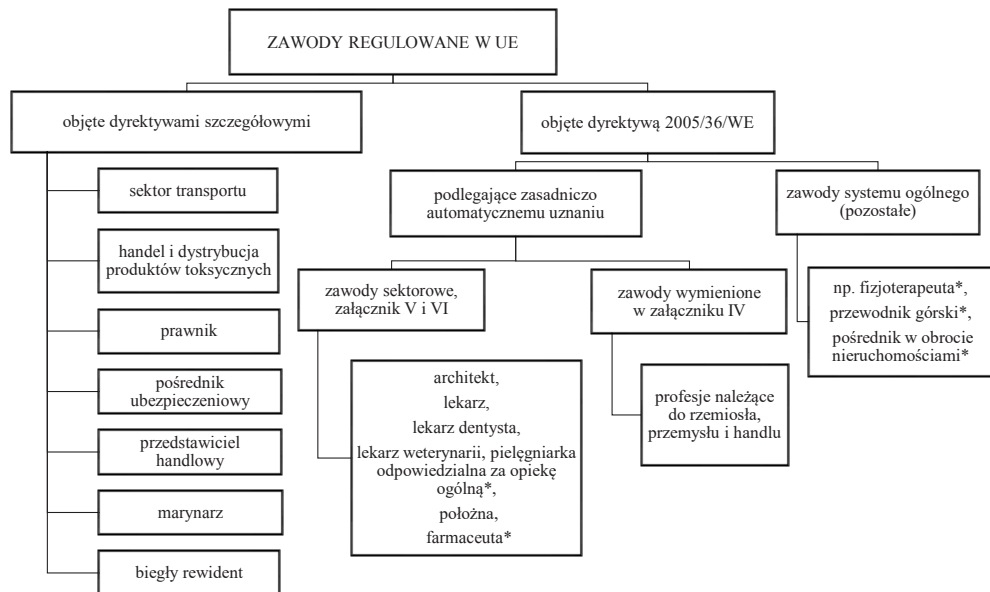 ZAWODY REGULOWANE W UE
objęte dyrektywami szczegółowymi
sektor transportu
handel i dystrybucja
produktów toksycznych
prawnik
pośrednik
ubezpieczeniowy
przedstawiciel
handlowy
marynarz
biegły rewident
objęte dyrektywą 2005/36/WE
podlegające zasadniczo
automatycznemu uznaniu
zawody sektorowe,
załącznik V i VI
architekt,
lekarz,
lekarz dentysta,
lekarz weterynarii, pielęgniarka
odpowiedzialna za opiekę
ogólną*,
położna,
farmaceuta*
zawody wymienione
w załączniku IV
profesje należące
do rzemiosła,
przemysłu i handlu
zawody systemu ogólnego
(pozostałe)
np. fizjoterapeuta*,
przewodnik górski*,
pośrednik w obrocie
nieruchomościami*